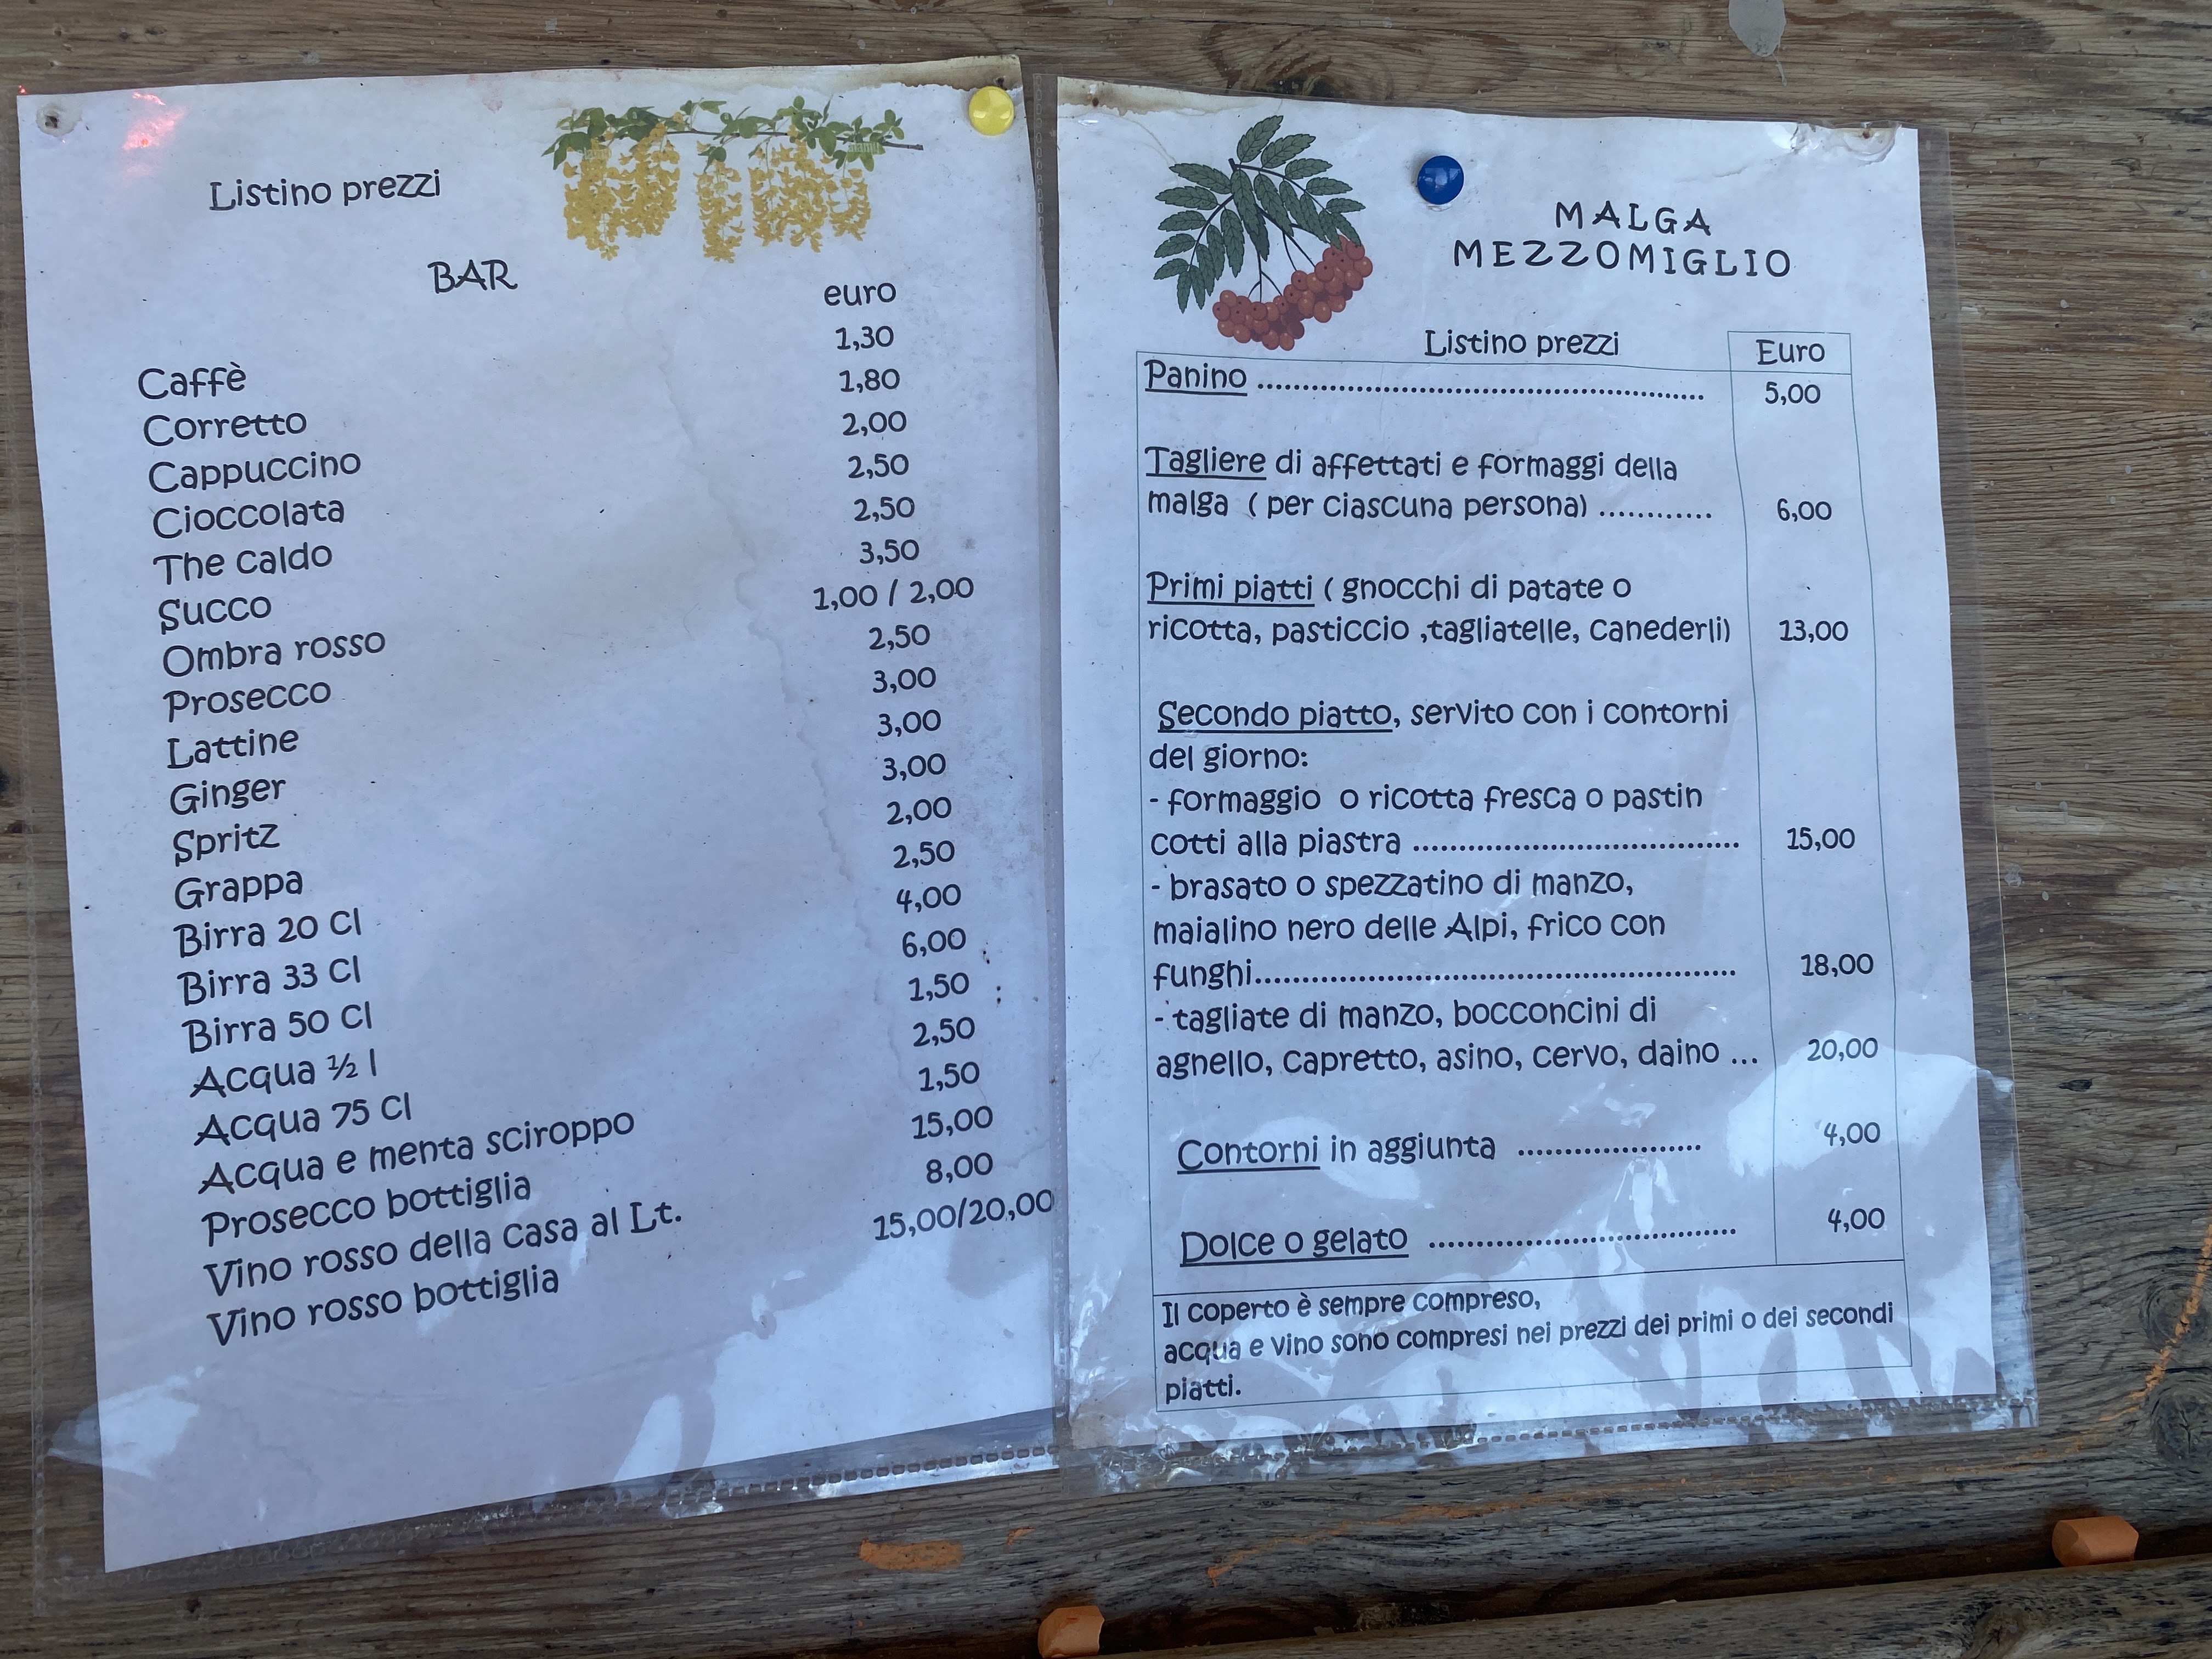 Listino prezzi
BAR
euro
Caffè 1,30
Corretto 1,80
Cappuccino 2,00
Cioccolata 2,50
The caldo 2,50
Succo 3,50
Ombra rosso 1,00 / 2,00
Prosecco 2,50
Lattine 3,00
Ginger 3,00
Spritz 3,00
Grappa 2,00
Birra 20 Cl 2,50
Birra 33 Cl 4,00
Birra 50 Cl 6,00
Acqua ½ l 1,50
Acqua 75 Cl 2,50
Acqua e menta sciroppo 1,50
Prosecco bottiglia 15,00
Vino rosso della casa al Lt. 8,00
Vino rosso bottiglia 15,00/20,00
MALGA
MEZZOMIGLIO
Listino prezzi Euro
Panino ................................................... 5,00
Tagliere di affettati e formaggi della
malga ( per ciascuna persona) ............ 6,00
Primi piatti ( gnocchi di patate o
ricotta, pasticcio ,tagliatelle, canederli) 13,00
Secondo piatto, servito con i contorni
del giorno:
- formaggio o ricotta fresca o pastin
cotti alla piastra .................................... 15,00
- brasato o spezzatino di manzo,
maialino nero delle Alpi, frico con
funghi..................................................... 18,00
- tagliate di manzo, bocconcini di
agnello, capretto, asino, cervo, daino ... 20,00
Contorni in aggiunta .................... 4,00
Dolce o gelato .................................. 4,00
Il coperto è sempre compreso,
acqua e vino sono compresi nei prezzi dei primi o dei secondi
piatti.